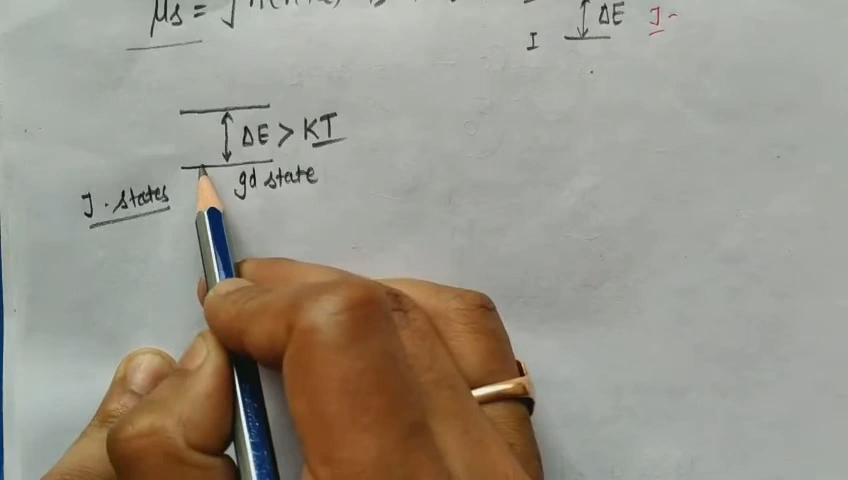 μs =
ΔE J-
I
ΔE > KT
gd state
J. states